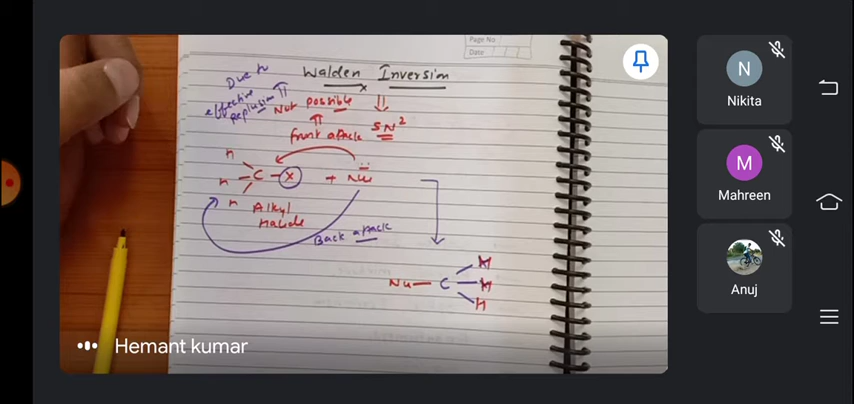 Page No
Date
Walden Inversion
Due to
effective
replusion
Not possible
front attack SN²
H
H - C - X + Nu
H
Alkyl
Halide
Back attack
H
Nu - C - H
H
Hemant kumar
N
Nikita
M
Mahreen
Anuj